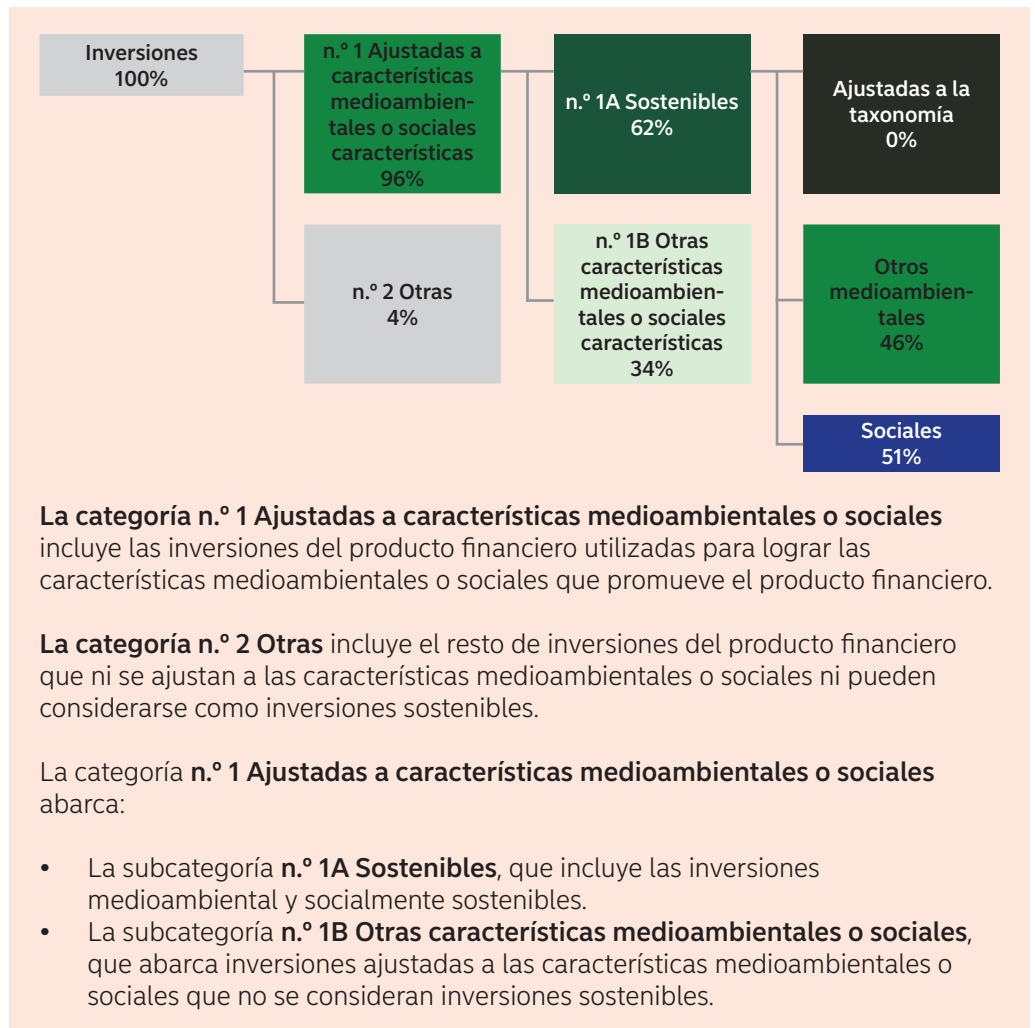 Inversiones
100%
n.º 1 Ajustadas a
características
medioambien-
tales o sociales
características
96%
n.º 1A Sostenibles
62%
Ajustadas a la
taxonomía
0%
n.º 2 Otras
4%
n.º 1B Otras
características
medioambien-
tales o sociales
características
34%
Otros
medioambien-
tales
46%
Sociales
51%
La categoría n.º 1 Ajustadas a características medioambientales o sociales
incluye las inversiones del producto financiero utilizadas para lograr las
características medioambientales o sociales que promueve el producto financiero.
La categoría n.º 2 Otras incluye el resto de inversiones del producto financiero
que ni se ajustan a las características medioambientales o sociales ni pueden
considerarse como inversiones sostenibles.
La categoría n.º 1 Ajustadas a características medioambientales o sociales
abarca:
• La subcategoría n.º 1A Sostenibles, que incluye las inversiones
medioambiental y socialmente sostenibles.
• La subcategoría n.º 1B Otras características medioambientales o sociales,
que abarca inversiones ajustadas a las características medioambientales o
sociales que no se consideran inversiones sostenibles.